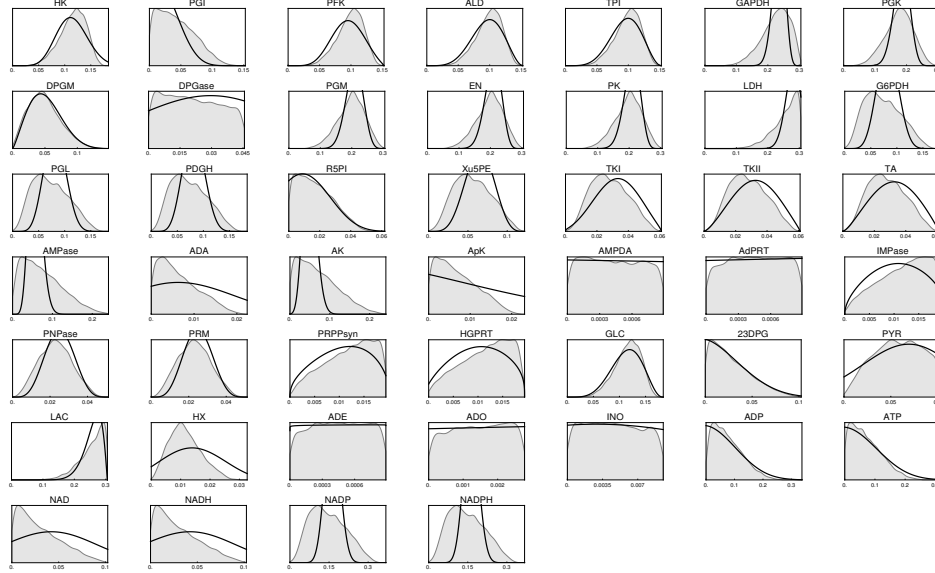 HK PGI PFK ALD TPI GAPDH PGK
0. 0.05 0.1 0.15 0. 0.05 0.1 0.15 0. 0.05 0.1 0.15 0. 0.05 0.1 0.15 0. 0.05 0.1 0.15 0. 0.1 0.2 0.3 0. 0.1 0.2 0.3
DPGM DPGase PGM EN PK LDH G6PDH
0. 0.05 0.1 0. 0.015 0.03 0.045 0. 0.1 0.2 0.3 0. 0.1 0.2 0.3 0. 0.1 0.2 0.3 0. 0.1 0.2 0.3 0. 0.05 0.1 0.15
PGL PDGH R5PI Xu5PE TKI TKII TA
0. 0.05 0.1 0.15 0. 0.05 0.1 0.15 0. 0.02 0.04 0.06 0. 0.05 0.1 0. 0.02 0.04 0.06 0. 0.02 0.04 0.06 0. 0.02 0.04 0.06
AMPase ADA AK ApK AMPDA AdPRT IMPase
0. 0.1 0.2 0. 0.01 0.02 0. 0.1 0.2 0. 0.01 0.02 0. 0.0003 0.0006 0. 0.0003 0.0006 0. 0.005 0.01 0.015
PNPase PRM PRPPsyn HGPRT GLC 23DPG PYR
0. 0.02 0.04 0. 0.02 0.04 0. 0.005 0.01 0.015 0. 0.005 0.01 0.015 0. 0.05 0.1 0.15 0. 0.05 0.1 0. 0.05 0.1
LAC HX ADE ADO INO ADP ATP
0. 0.1 0.2 0.3 0. 0.01 0.02 0.03 0. 0.0003 0.0006 0. 0.001 0.002 0. 0.0035 0.007 0. 0.1 0.2 0.3 0. 0.1 0.2 0.3
NAD NADH NADP NADPH
0. 0.05 0.1 0. 0.05 0.1 0. 0.15 0.3 0. 0.15 0.3